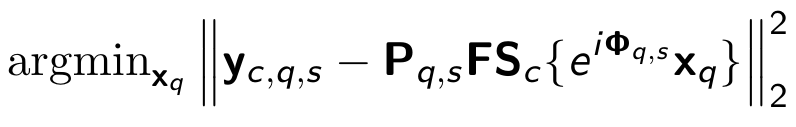 argmin_{𝐱_q} ‖𝐲_{c,q,s} − 𝐏_{q,s}𝐅𝐒_c{e^{i𝚽_{q,s}}𝐱_q}‖_2^2